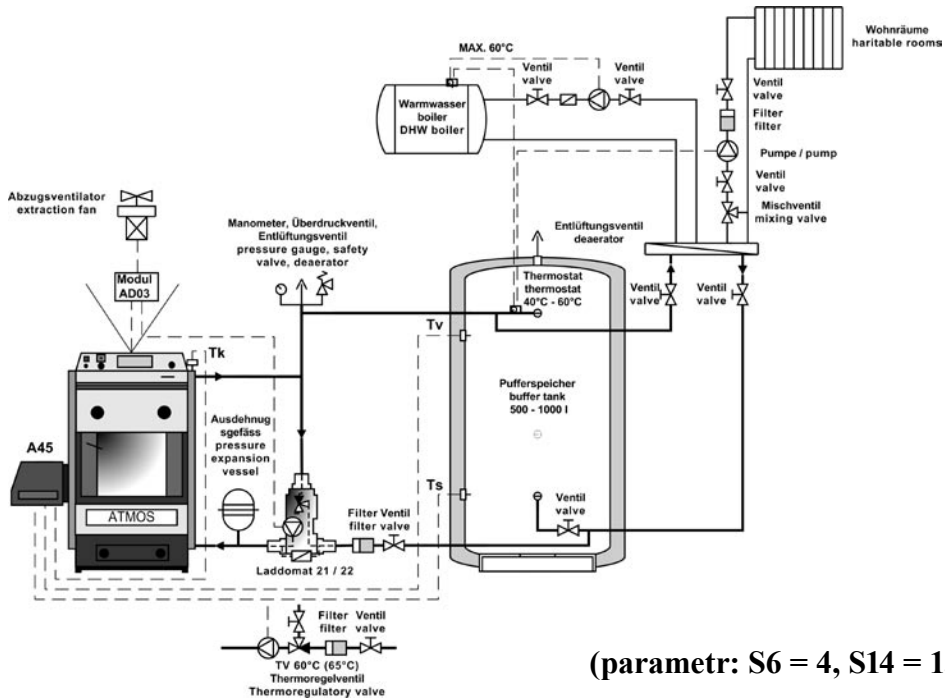 MAX. 60°C
Ventil
valve
Ventil
valve
Wohnräume
haritable rooms
Ventil
valve
Filter
filter
Warmwasser
boiler
DHW boiler
Pumpe / pump
Ventil
valve
Mischventil
mixing valve
Abzugsventilator
extraction fan
Manometer, Überdruckventil,
Entlüftungsventil
pressure gauge, safety
valve, deaerator
Entlüftungsventil
deaerator
Modul
AD03
Thermostat
thermostat
40°C - 60°C
Ventil
valve
Ventil
valve
Tv
Tk
Pufferspeicher
buffer tank
500 - 1000 l
Ausdehnug
sgefäss
pressure
expansion
vessel
A45
Ts
Ventil
valve
ATMOS
Filter Ventil
filter valve
Laddomat 21 / 22
Filter Ventil
filter valve
TV 60°C (65°C)
Thermoregelventil
Thermoregulatory valve
(parametr: S6 = 4, S14 = 1